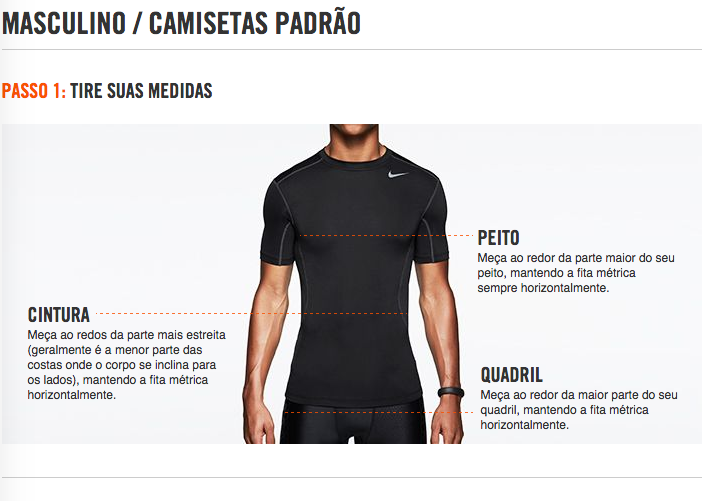 MASCULINO / CAMISETAS PADRÃO
PASSO 1: TIRE SUAS MEDIDAS
PEITO
Meça ao redor da parte maior do seu
peito, mantendo a fita métrica
sempre horizontalmente.
CINTURA
Meça ao redos da parte mais estreita
(geralmente é a menor parte das
costas onde o corpo se inclina para
os lados), mantendo a fita métrica
horizontalmente.
QUADRIL
Meça ao redor da maior parte do seu
quadril, mantendo a fita métrica
horizontalmente.